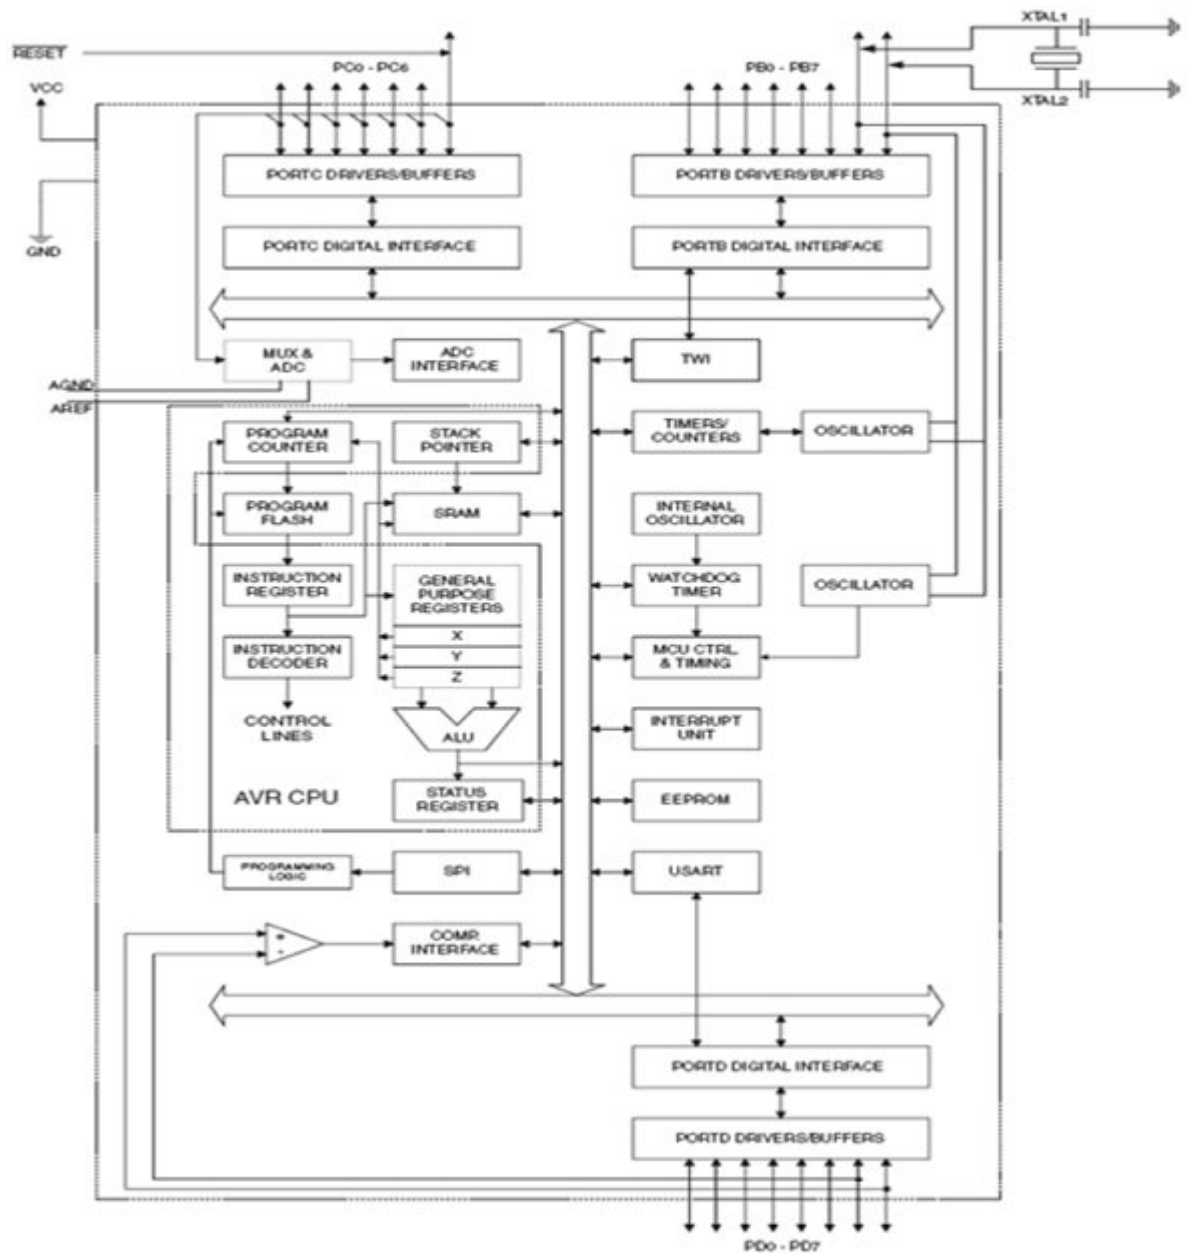 XTAL1
RESET
PC0 - PC6
PB0 - PB7
VCC
XTAL2
PORTC DRIVERS/BUFFERS
PORTB DRIVERS/BUFFERS
GND
PORTC DIGITAL INTERFACE
PORTB DIGITAL INTERFACE
MUX &
ADC
ADC
INTERFACE
TWI
AGND
AREF
PROGRAM
COUNTER
STACK
POINTER
TIMERS/
COUNTERS
OSCILLATOR
PROGRAM
FLASH
SRAM
INTERNAL
OSCILLATOR
INSTRUCTION
REGISTER
GENERAL
PURPOSE
REGISTERS
WATCHDOG
TIMER
OSCILLATOR
X
Y
Z
INSTRUCTION
DECODER
MCU CTRL
& TIMING
CONTROL
LINES
ALU
INTERRUPT
UNIT
AVR CPU
STATUS
REGISTER
EEPROM
PROGRAMMING
LOGIC
SPI
USART
+
-
COMP.
INTERFACE
PORTD DIGITAL INTERFACE
PORTD DRIVERS/BUFFERS
PD0 - PD7